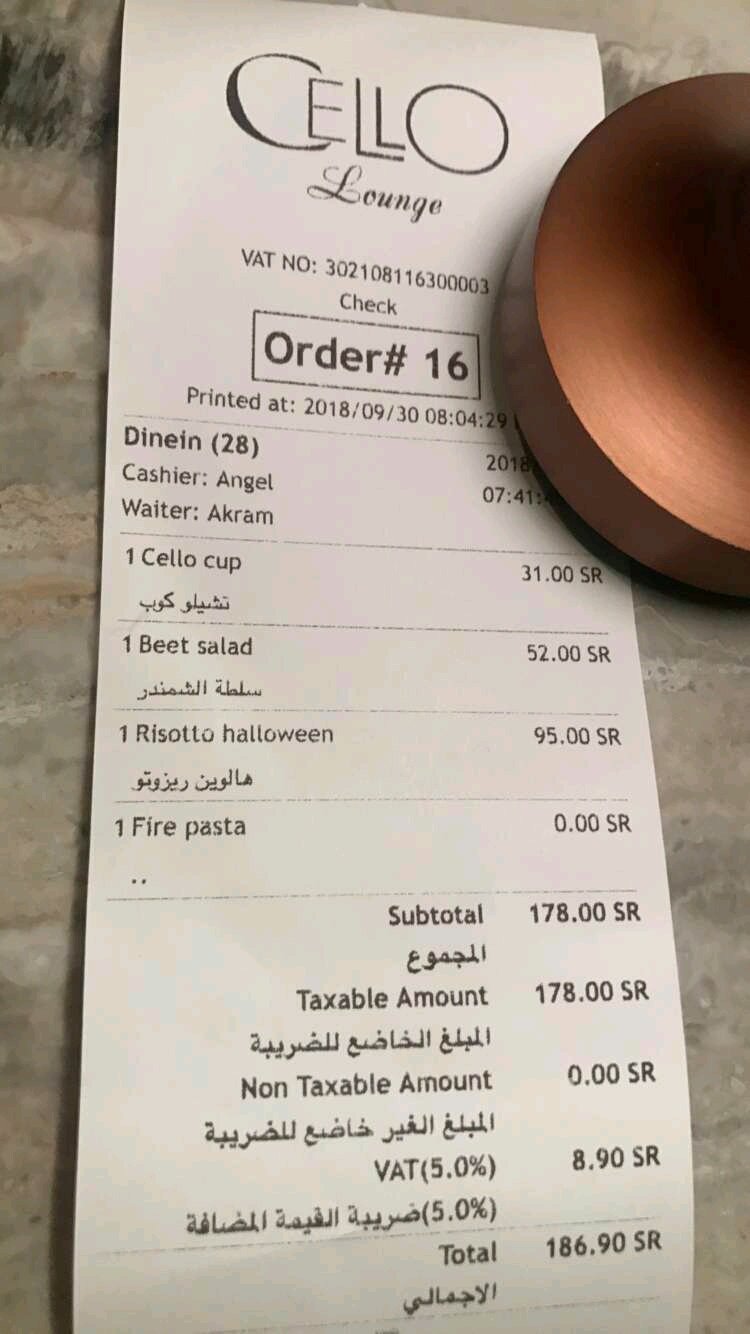 CELLO
Lounge
VAT NO: 302108116300003
Check
Order# 16
Printed at: 2018/09/30 08:04:29
Dinein (28)
2018
Cashier: Angel
07:41:
Waiter: Akram
1 Cello cup 31.00 SR
تشيلو كوب
1 Beet salad 52.00 SR
سلطة الشمندر
1 Risotto halloween 95.00 SR
هالوين ريزوتو
1 Fire pasta 0.00 SR
..
Subtotal 178.00 SR
المجموع
Taxable Amount 178.00 SR
المبلغ الخاضع للضريبة
Non Taxable Amount 0.00 SR
المبلغ الغير خاضع للضريبة
VAT(5.0%) 8.90 SR
ضريبة القيمة المضافة(5.0%)
Total 186.90 SR
الاجمالي